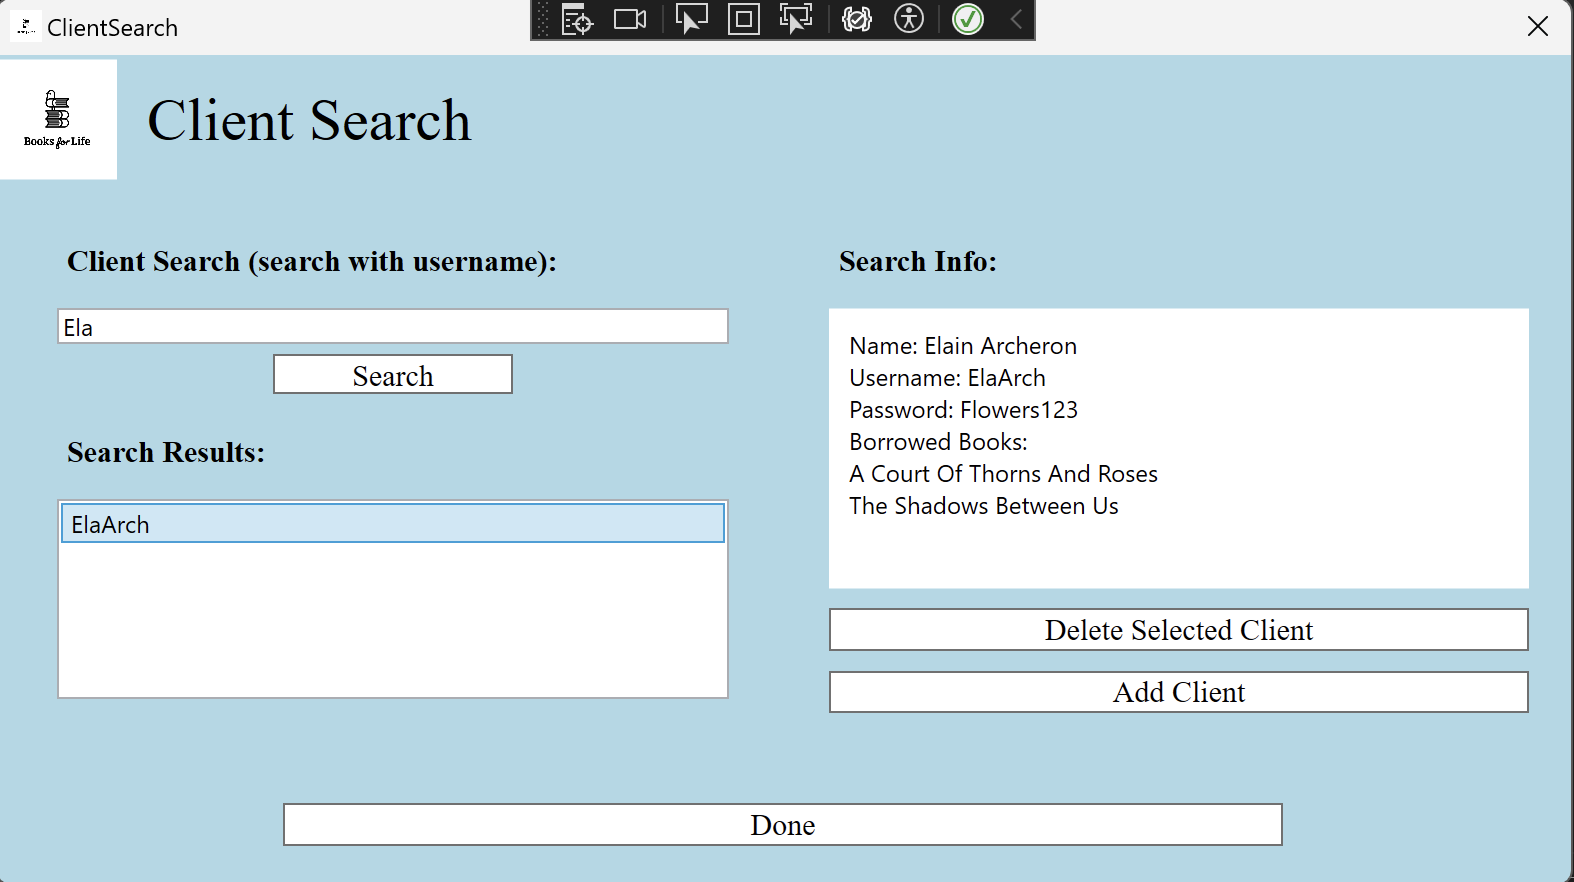 ClientSearch
Books for Life
Client Search
Client Search (search with username):
Ela
Search
Search Results:
ElaArch
Search Info:
Name: Elain Archeron
Username: ElaArch
Password: Flowers123
Borrowed Books:
A Court Of Thorns And Roses
The Shadows Between Us
Delete Selected Client
Add Client
Done